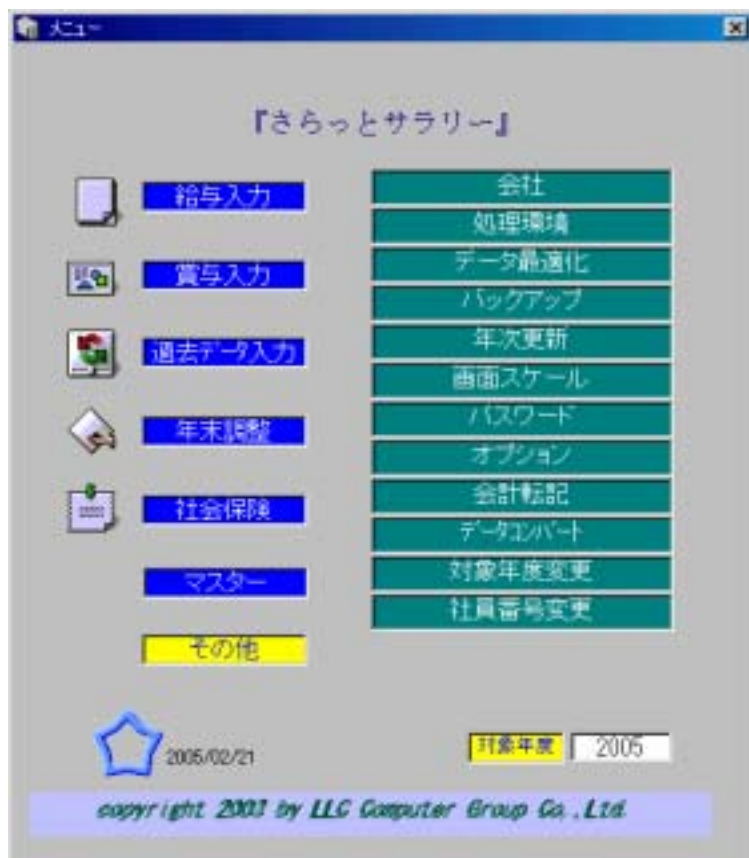 メニュー
『さらっとサラリー』
給与入力
賞与入力
過去データ入力
年末調整
社会保険
マスター
その他
会社
処理環境
データ最適化
バックアップ
年次更新
画面スケール
パスワード
オプション
会計転記
データコンバート
対象年度変更
社員番号変更
2005/02/21
対象年度 2005
copyright 2003 by LLC Computer Group Co.,Ltd.